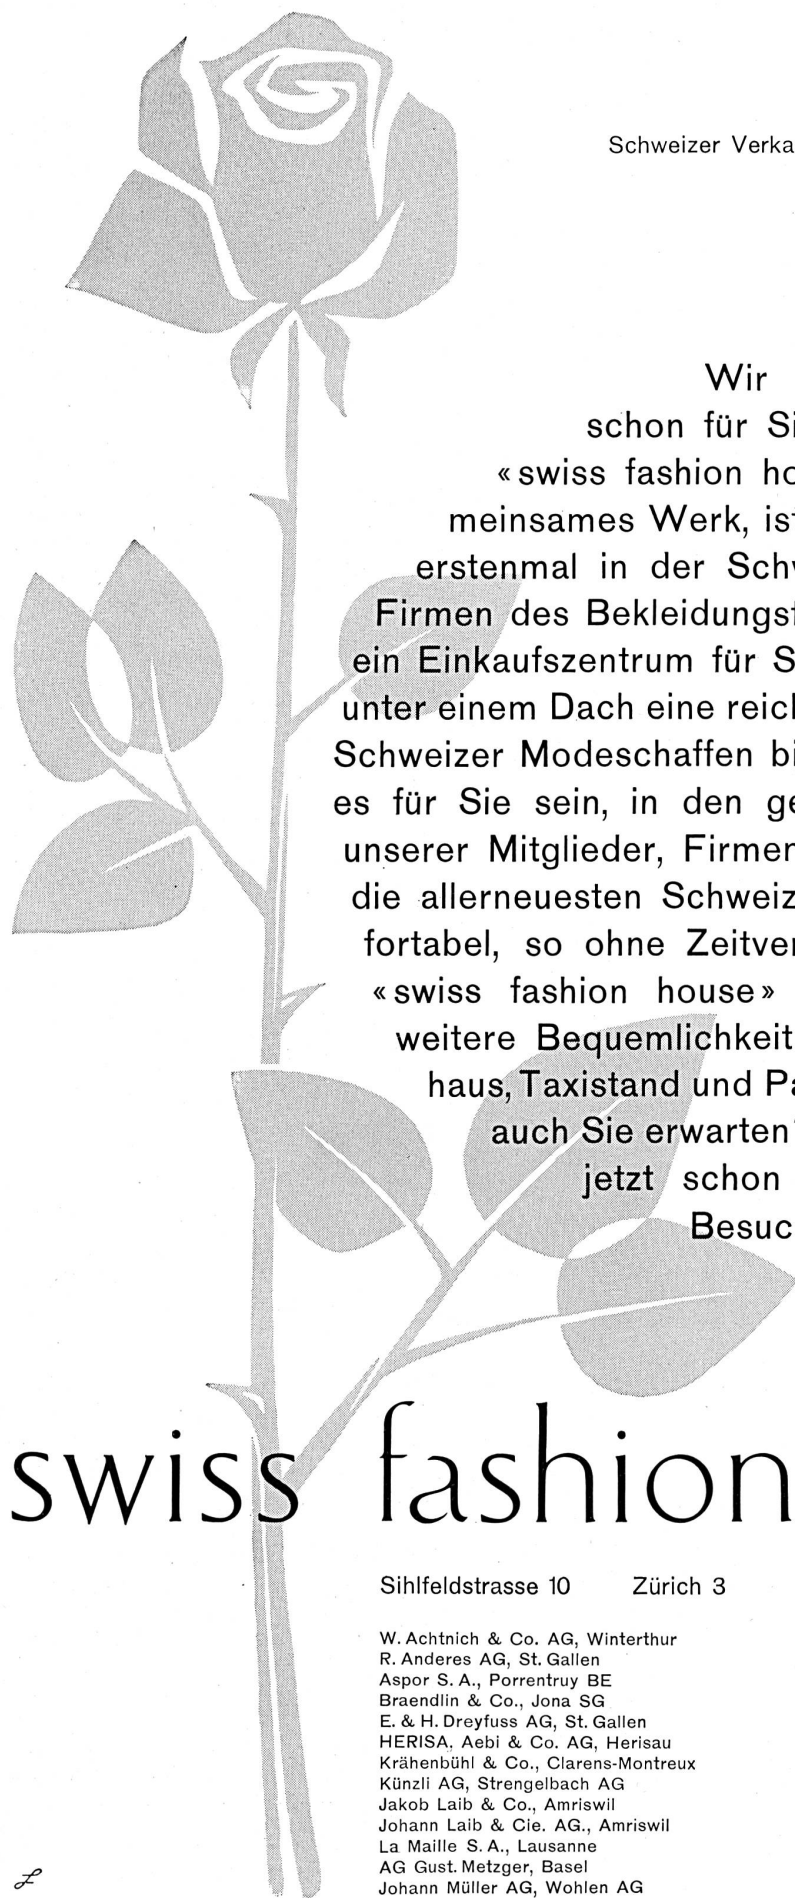 Schweizer Verka
Wir
schon für Si
«swiss fashion ho
meinsames Werk, ist
erstenmal in der Schw
Firmen des Bekleidungsf
ein Einkaufszentrum für S
unter einem Dach eine reich
Schweizer Modeschaffen bi
es für Sie sein, in den ge
unserer Mitglieder, Firmen
die allerneuesten Schweiz
fortabel, so ohne Zeitver
«swiss fashion house»
weitere Bequemlichkeit
haus, Taxistand und Pa
auch Sie erwarten
jetzt schon
Besuc
swiss fashion
Sihlfeldstrasse 10 Zürich 3
W. Achtnich & Co. AG, Winterthur
R. Anderes AG, St. Gallen
Aspor S. A., Porrentruy BE
Braendlin & Co., Jona SG
E. & H. Dreyfuss AG, St. Gallen
HERISA, Aebi & Co. AG, Herisau
Krähenbühl & Co., Clarens-Montreux
Künzli AG, Strengelbach AG
Jakob Laib & Co., Amriswil
Johann Laib & Cie. AG., Amriswil
La Maille S. A., Lausanne
AG Gust. Metzger, Basel
Johann Müller AG, Wohlen AG